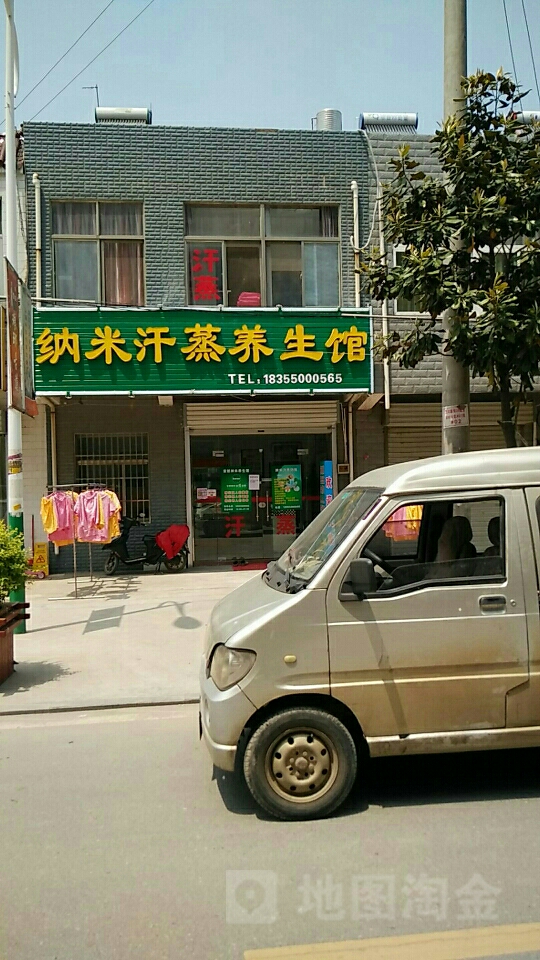 汗
蒸
纳米汗蒸养生馆
TEL:18355000565
汗 蒸
地图淘金